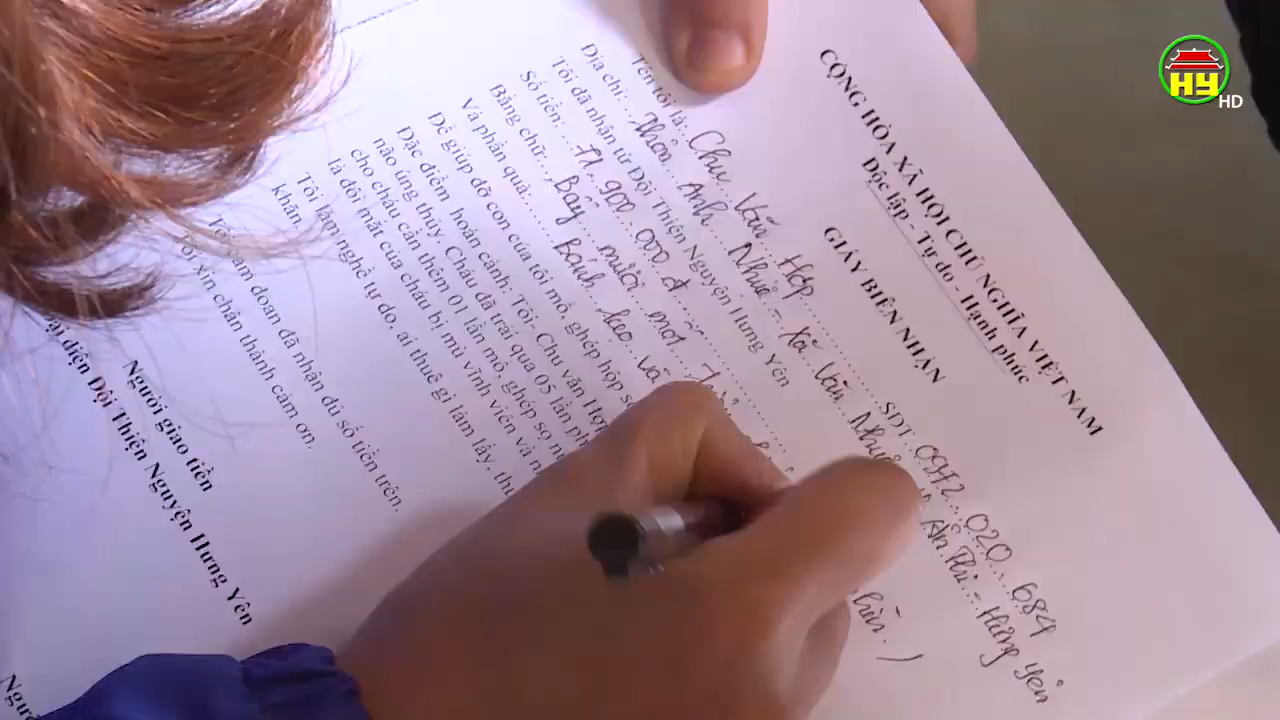 HY
HD
CỘNG HÒA XÃ HỘI CHỦ NGHĨA VIỆT NAM
Độc lập - Tự do - Hạnh phúc
GIẤY BIÊN NHẬN
Tên tôi là: Chu Văn Hợp SĐT: 0972 020 684
Địa chỉ: Thôn Anh Nhuế - Xã Văn Nhuệ Ân Thi - Hưng Yên
Tôi đã nhận từ Đội Thiện Nguyện Hưng Yên
Số tiền: 71.900.000 đ
Bằng chữ: Bảy mươi mốt
Và phần quà: Bánh kẹo và
Để giúp đỡ con của tôi mổ, ghép hộp
Đặc điểm hoàn cảnh: Tôi- Chu văn Hợp
não úng thủy. Cháu đã trải qua 05 lần
cho cháu cần thêm 01 lần mổ, ghép sọ
là đôi mắt của cháu bị mù vĩnh viễn và
khăn.
Tôi làm nghề tự do, ai thuê gì làm lấy,
Tôi cam đoan đã nhận đủ số tiền trên.
Tôi xin chân thành cảm ơn.
Người giao tiền
Đại diện Đội Thiện Nguyện Hưng Yên